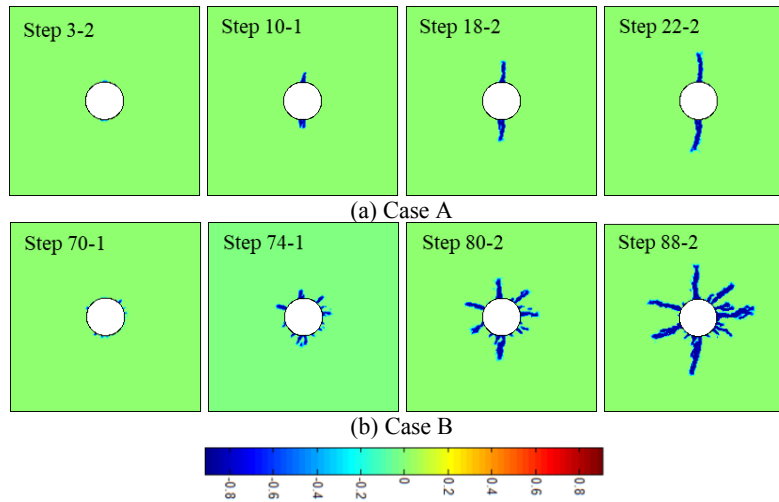 Step 3-2
Step 10-1
Step 18-2
Step 22-2
(a) Case A
Step 70-1
Step 74-1
Step 80-2
Step 88-2
(b) Case B
-0.8
-0.6
-0.4
-0.2
0
0.2
0.4
0.6
0.8